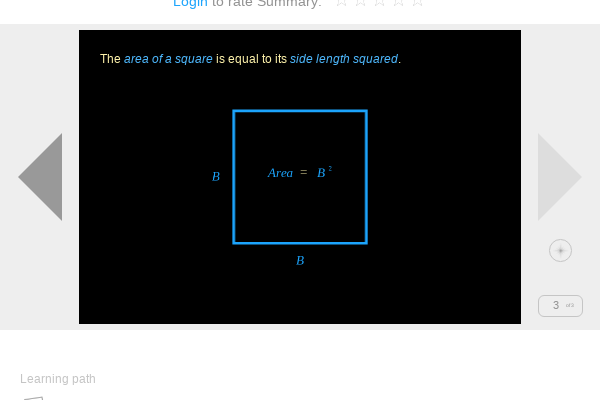 Login to rate Summary:
The area of a square is equal to its side length squared.
B
Area = B 2
B
3
Learning path